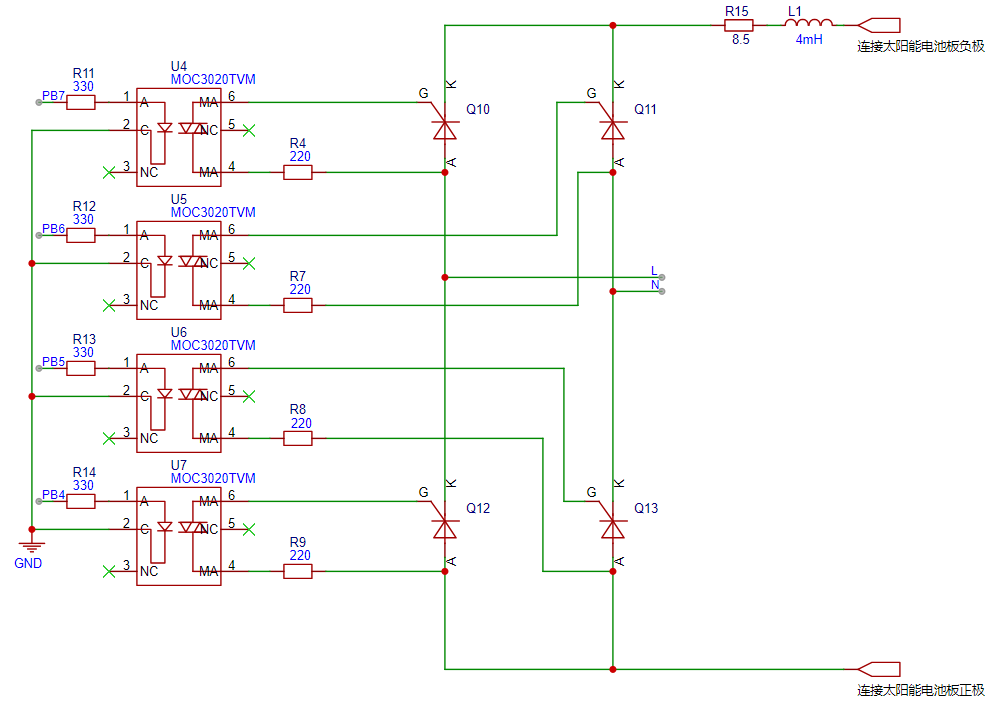 R15
8.5
L1
4mH
连接太阳能电池板负极
R11
330
PB7
U4
MOC3020TVM
1
A
MA
6
2
C
NC
5
3
NC
MA
4
R4
220
G
K
Q10
A
G
K
Q11
A
R12
330
PB6
U5
MOC3020TVM
1
A
MA
6
2
C
NC
5
3
NC
MA
4
R7
220
L
N
R13
330
PB5
U6
MOC3020TVM
1
A
MA
6
2
C
NC
5
3
NC
MA
4
R8
220
R14
330
PB4
U7
MOC3020TVM
1
A
MA
6
2
C
NC
5
3
NC
MA
4
R9
220
G
K
Q12
A
G
K
Q13
A
GND
连接太阳能电池板正极